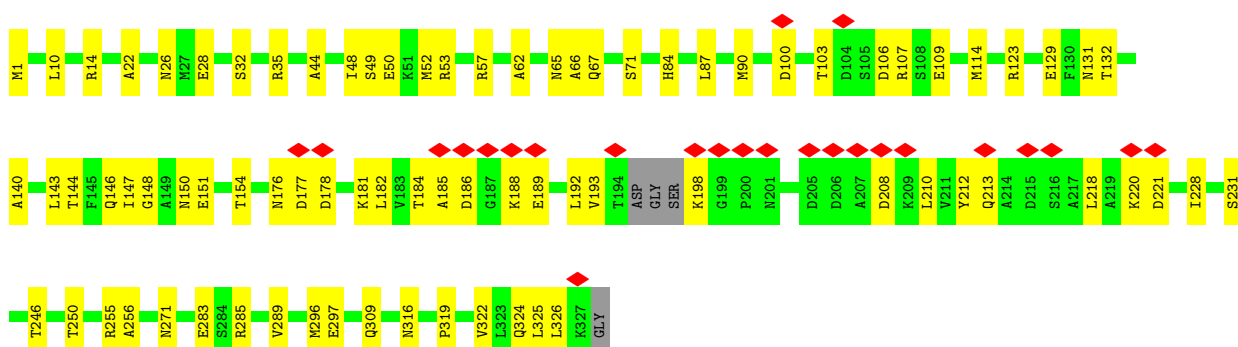 M1 L10 R14 A22 N26 M27 E28 S32 R35 A44 I48 S49 E50 K51 M52 R53 R57 A62 N65 A66 Q67 S71 H84 L87 M90 D100 T103 D104 S105 D106 R107 S108 E109 M114 R123 E129 F130 N131 T132
A140 L143 T144 F145 Q146 I147 G148 A149 N150 E151 T154 N176 D177 D178 K181 L182 V183 T184 A185 D186 G187 K188 E189 L192 V193 T194 ASP GLY SER K198 G199 P200 N201 D205 D206 A207 D208 K209 L210 V211 Y212 Q213 A214 D215 S216 A217 L218 A219 K220 D221 I228 S231
T246 T250 R255 A256 N271 E283 S284 R285 V289 M296 E297 Q309 N316 P319 V322 L323 Q324 L325 L326 K327 GLY